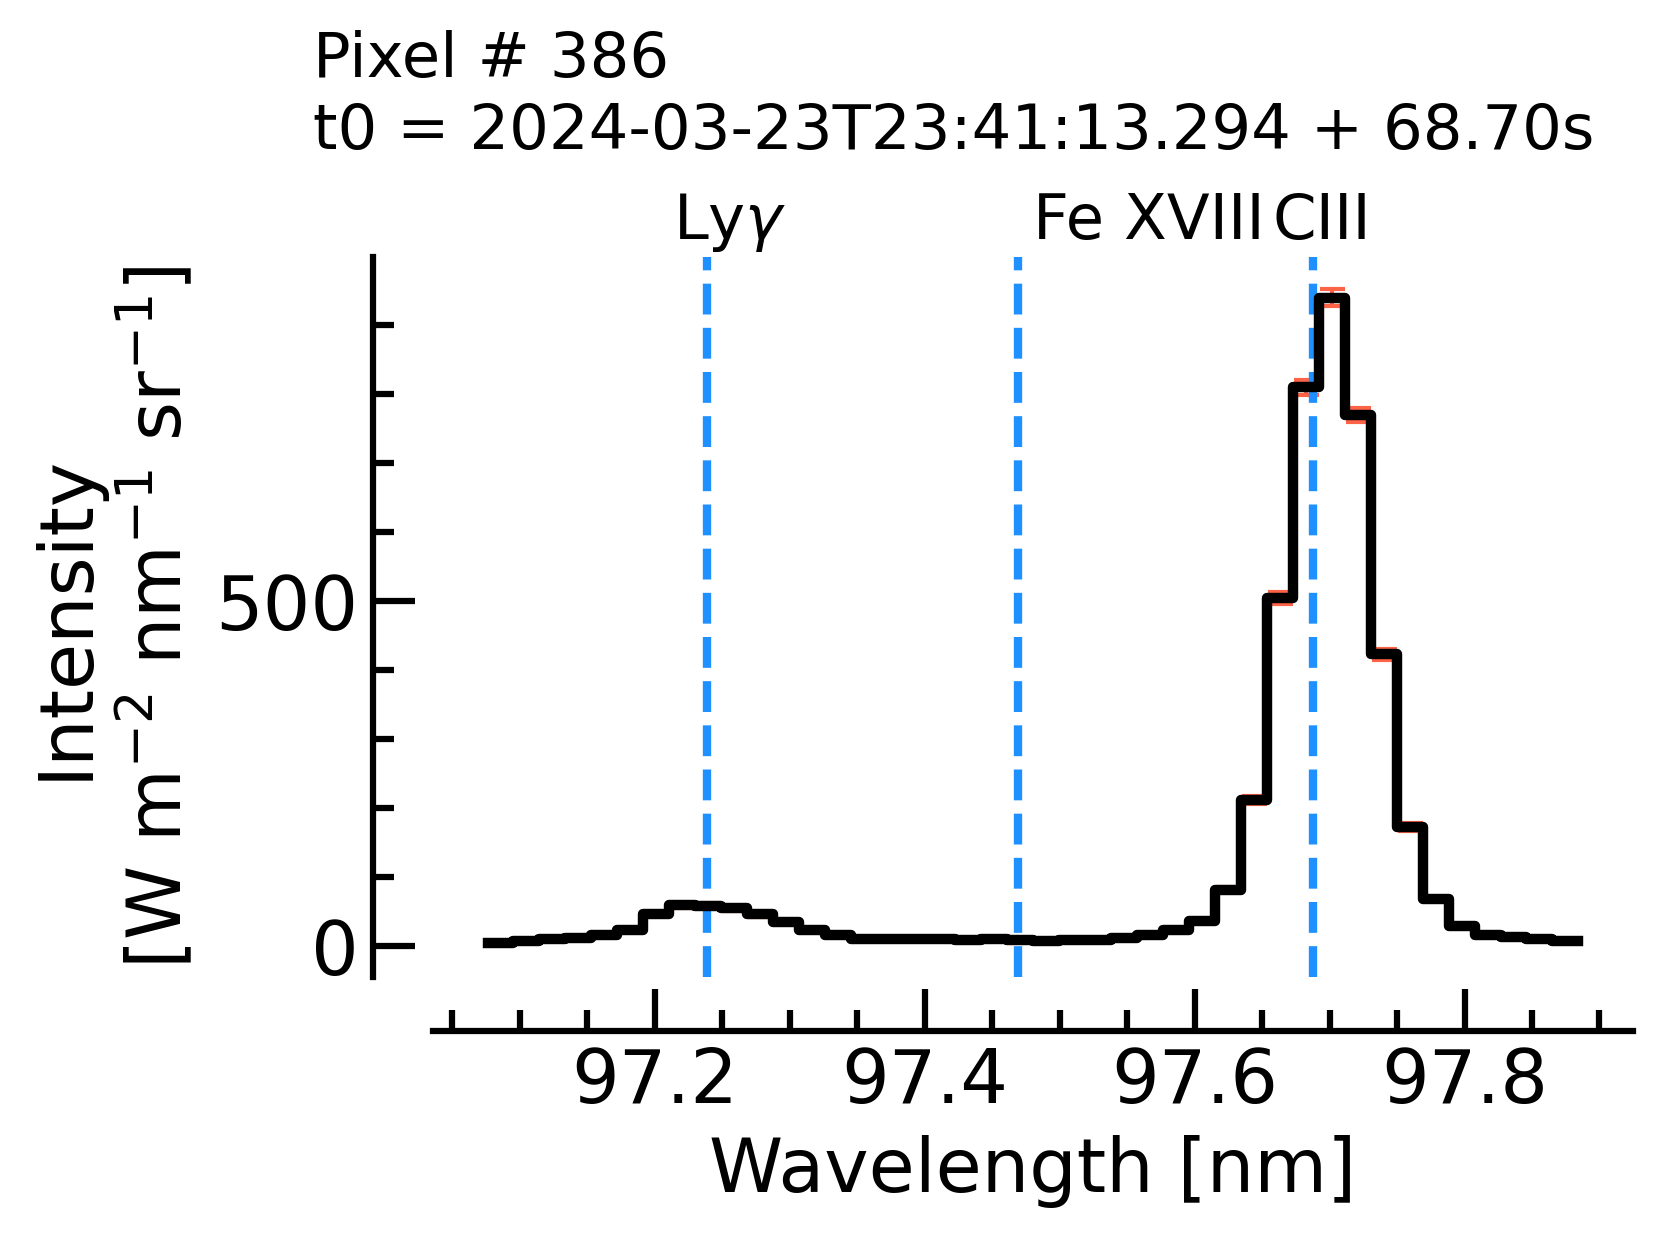 Pixel # 386
t0 = 2024-03-23T23:41:13.294 + 68.70s
Lyγ Fe XVIII CIII
Intensity
[W m⁻² nm⁻¹ sr⁻¹]
500
0
97.2 97.4 97.6 97.8
Wavelength [nm]